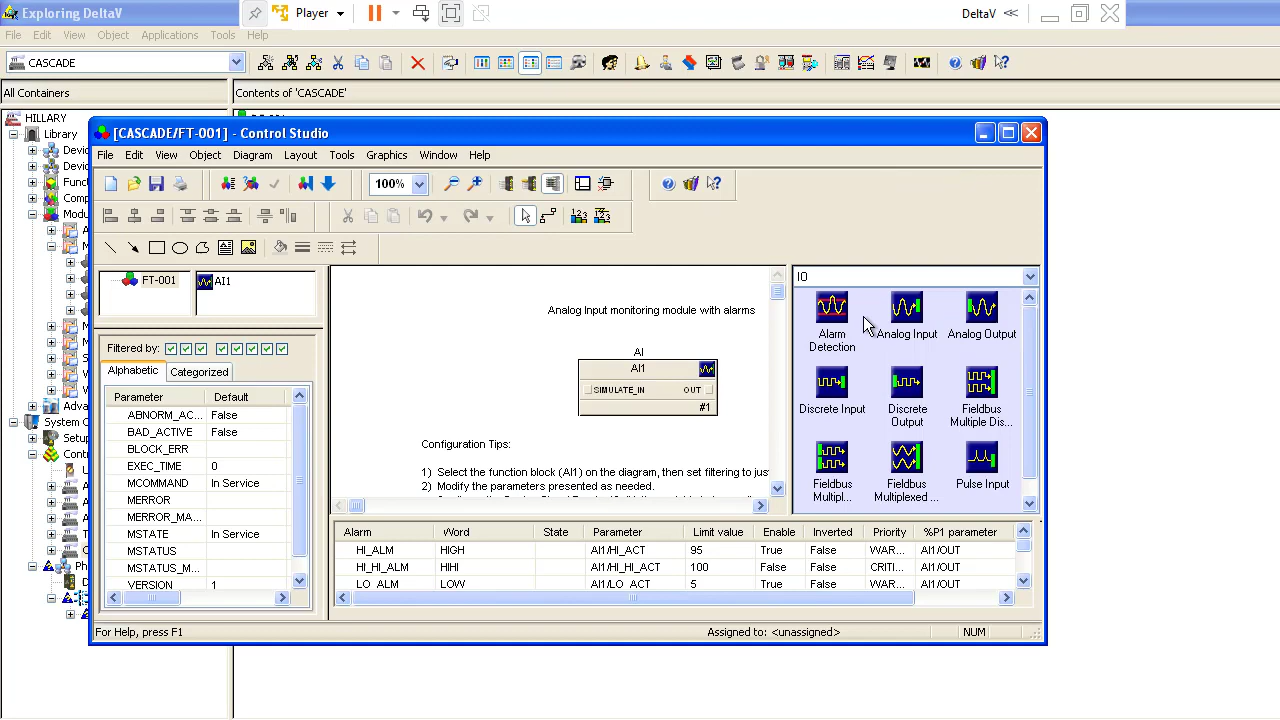 Exploring DeltaV
Player
DeltaV
File Edit View Object Applications Tools Help
CASCADE
All Containers
Contents of 'CASCADE'
HILLARY
Library
[CASCADE/FT-001] - Control Studio
File Edit View Object Diagram Layout Tools Graphics Window Help
100%
FT-001
AI1
IO
Analog Input monitoring module with alarms
AI
AI1
SIMULATE_IN OUT
#1
Configuration Tips:
1) Select the function block (AI1) on the diagram, then set filtering to jus
2) Modify the parameters presented as needed.
Alarm Detection
Analog Input
Analog Output
Discrete Input
Discrete Output
Fieldbus Multiple Dis...
Fieldbus Multipl...
Fieldbus Multiplexed ...
Pulse Input
Filtered by:
Alphabetic Categorized
Parameter Default
ABNORM_AC... False
BAD_ACTIVE False
BLOCK_ERR
EXEC_TIME 0
MCOMMAND In Service
MERROR
MERROR_MA...
MSTATE In Service
MSTATUS
MSTATUS_M...
VERSION 1
Alarm Word State Parameter Limit value Enable Inverted Priority %P1 parameter
HI_ALM HIGH AI1/HI_ACT 95 True False WAR... AI1/OUT
HI_HI_ALM HIHI AI1/HI_HI_ACT 100 False False CRITI... AI1/OUT
LO_ALM LOW AI1/LO_ACT 5 True False WAR... AI1/OUT
For Help, press F1
Assigned to: <unassigned>
NUM